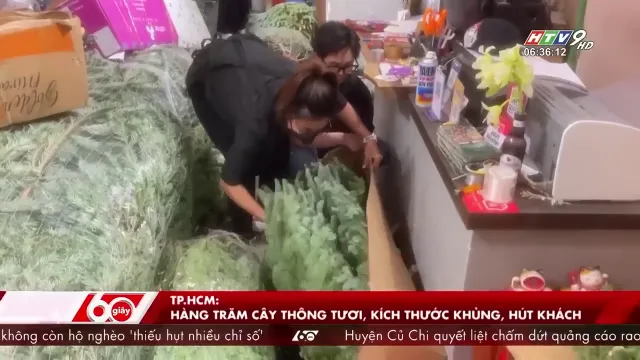 HTV9 HD
06:36:12
Golden
60 giây
TP.HCM:
HÀNG TRĂM CÂY THÔNG TƯƠI, KÍCH THƯỚC KHỦNG, HÚT KHÁCH
không còn hộ nghèo 'thiếu hụt nhiều chỉ số'
60
Huyện Củ Chi quyết liệt chấm dứt quảng cáo rao